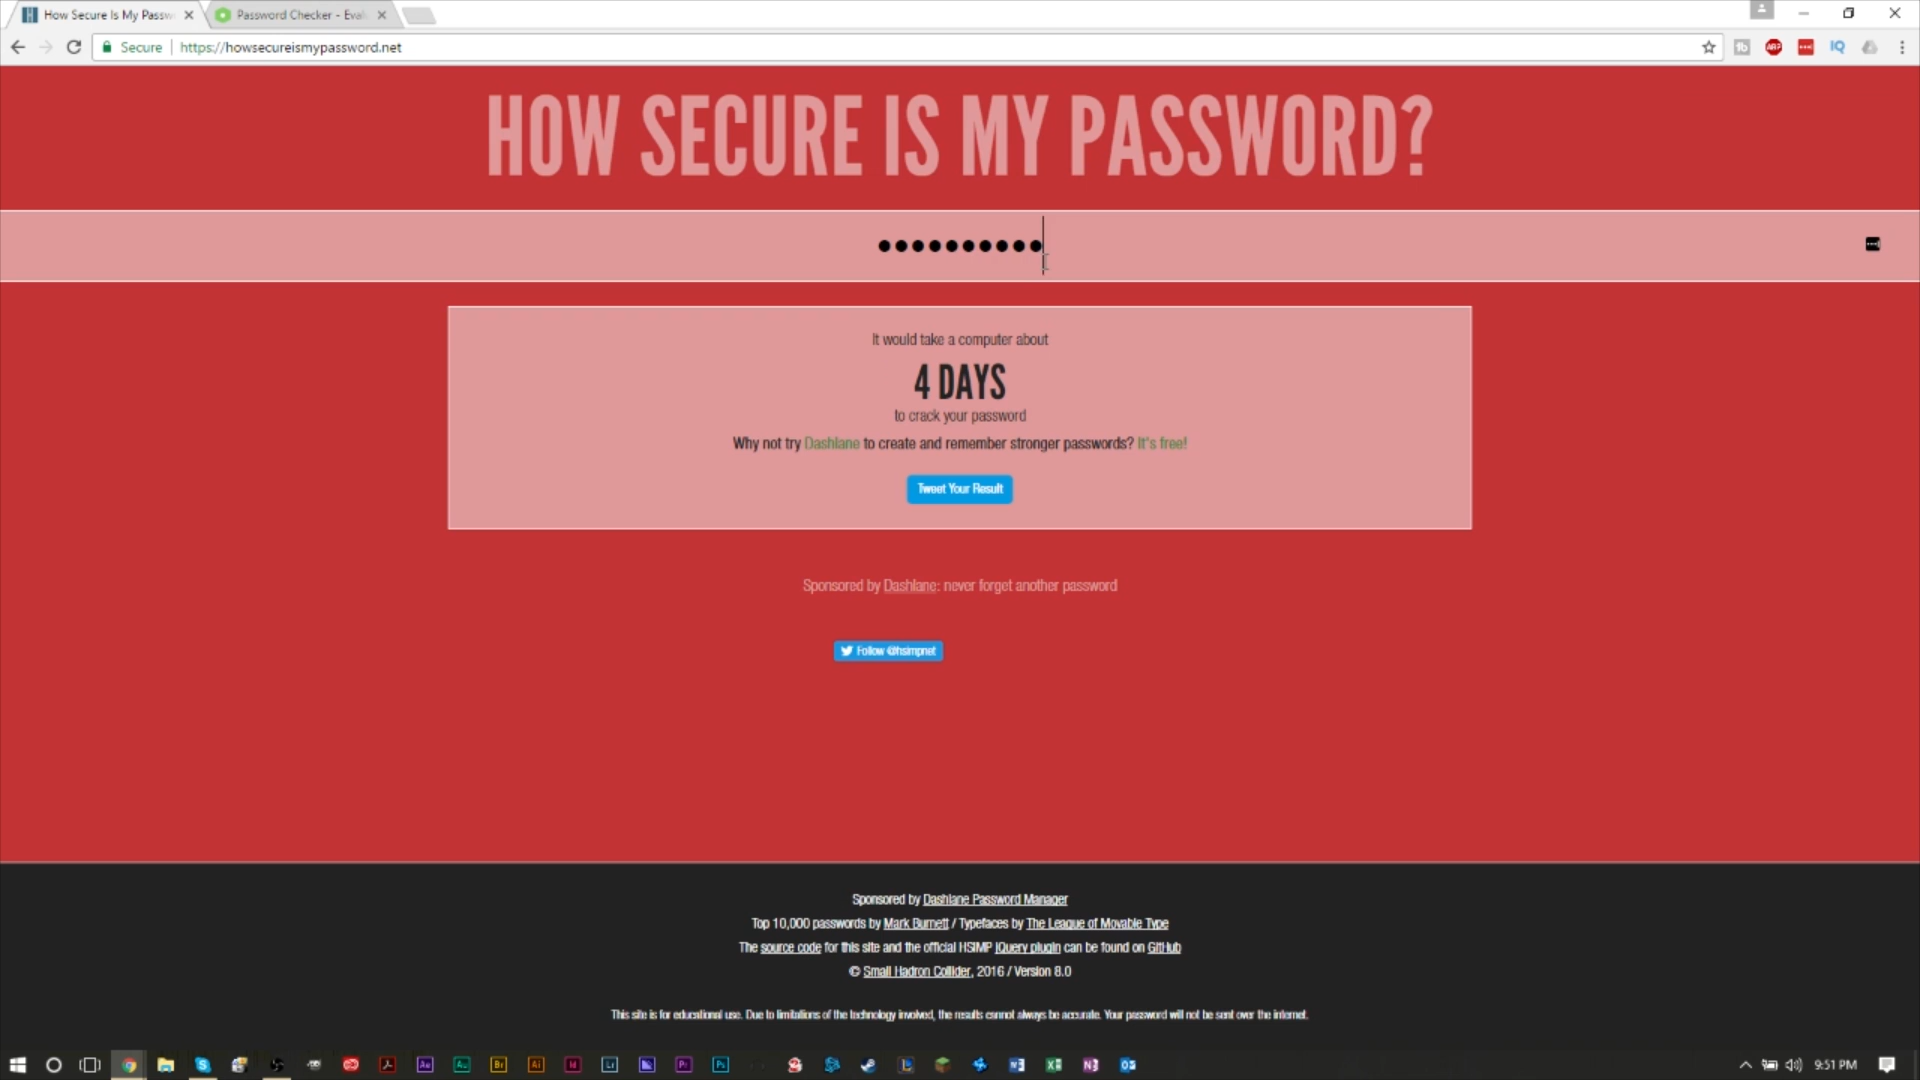 How Secure Is My Passw
Password Checker - Eval
Secure | https://howsecureismypassword.net
HOW SECURE IS MY PASSWORD?
It would take a computer about
4 DAYS
to crack your password
Why not try Dashlane to create and remember stronger passwords? It's free!
Tweet Your Result
Sponsored by Dashlane: never forget another password
Follow @hsimpnet
Sponsored by Dashlane Password Manager
Top 10,000 passwords by Mark Burnett / Typefaces by The League of Movable Type
The source code for this site and the official HSIMP jQuery plugin can be found on GitHub
© Small Hadron Collider, 2016 / Version 8.0
This site is for educational use. Due to limitations of the technology involved, the results cannot always be accurate. Your password will not be sent over the internet.
9:51 PM